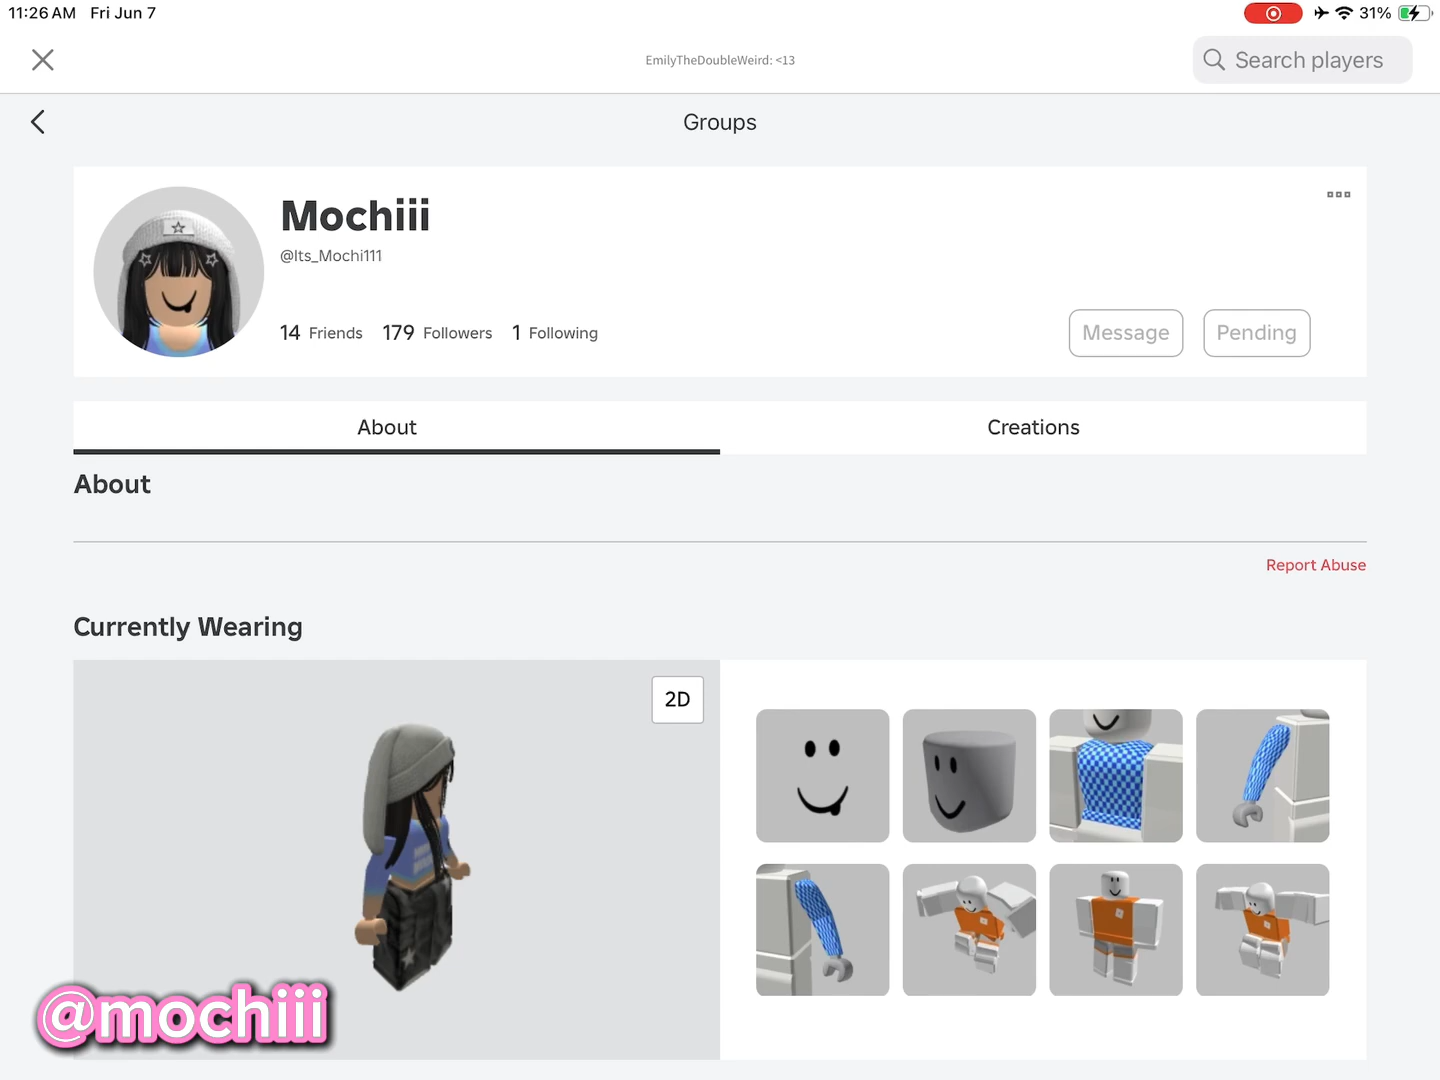 11:26 AM Fri Jun 7
31%
EmilyTheDoubleWeird: <13
Search players
Groups
Mochiii
@Its_Mochi111
14 Friends 179 Followers 1 Following
Message
Pending
About
Creations
About
Report Abuse
Currently Wearing
2D
@mochiii